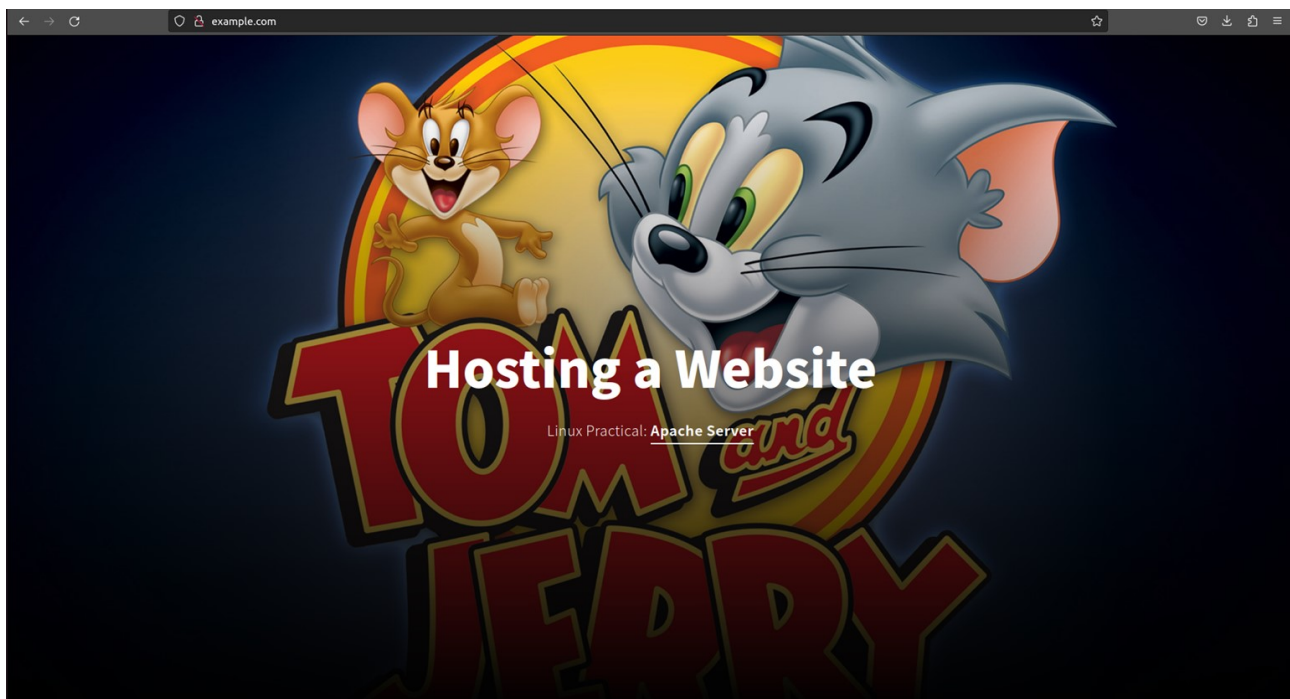 example.com
TOM
Hosting a Website
Linux Practical: Apache Server
and
JERRY